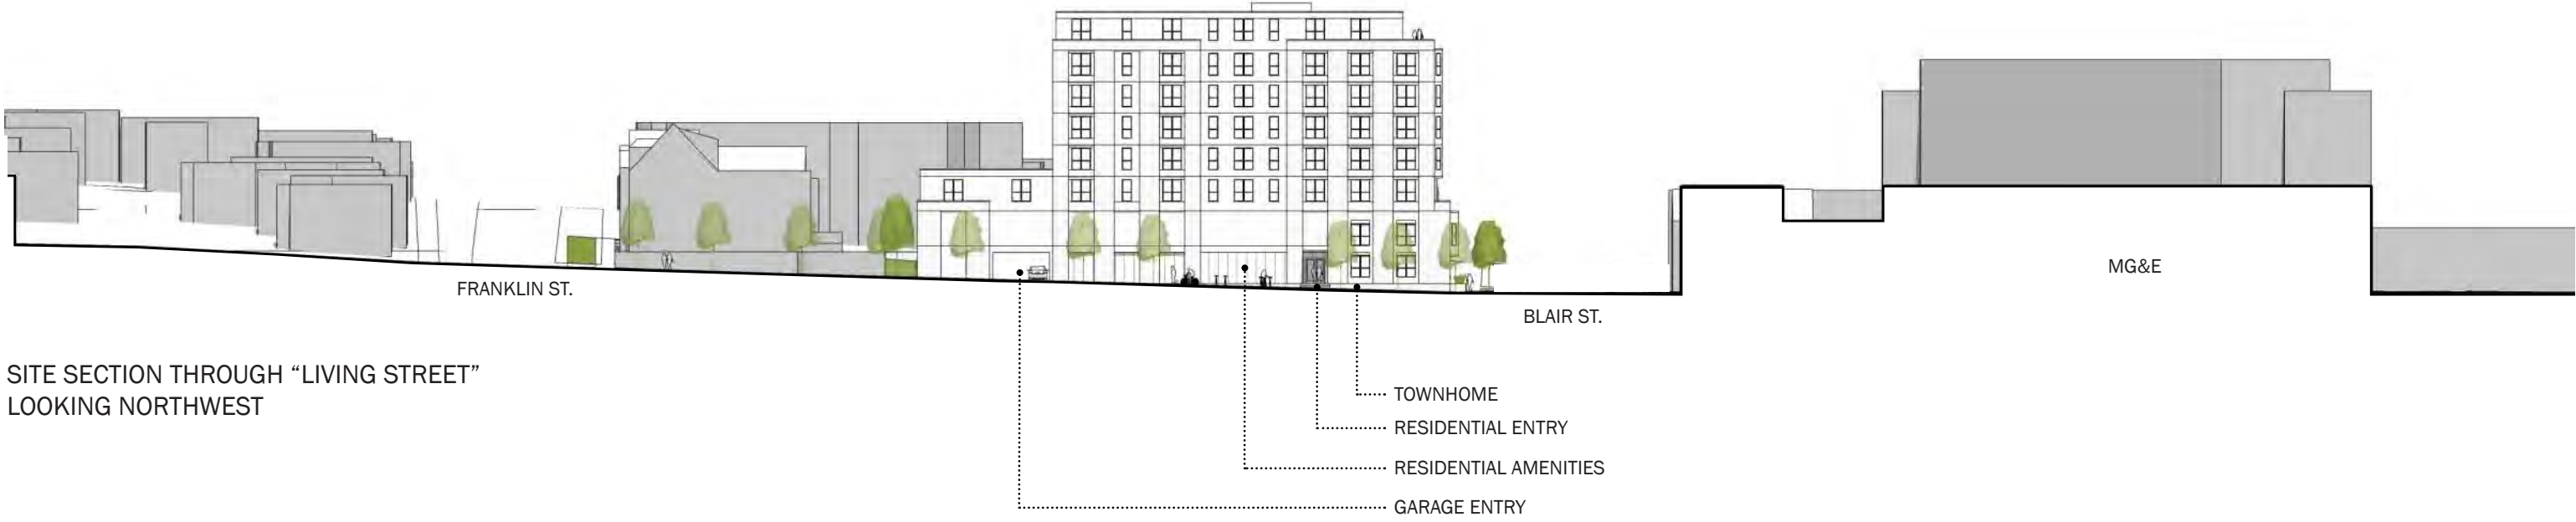 MG&E
FRANKLIN ST.
BLAIR ST.
SITE SECTION THROUGH “LIVING STREET”
LOOKING NORTHWEST
TOWNHOME
RESIDENTIAL ENTRY
RESIDENTIAL AMENITIES
GARAGE ENTRY